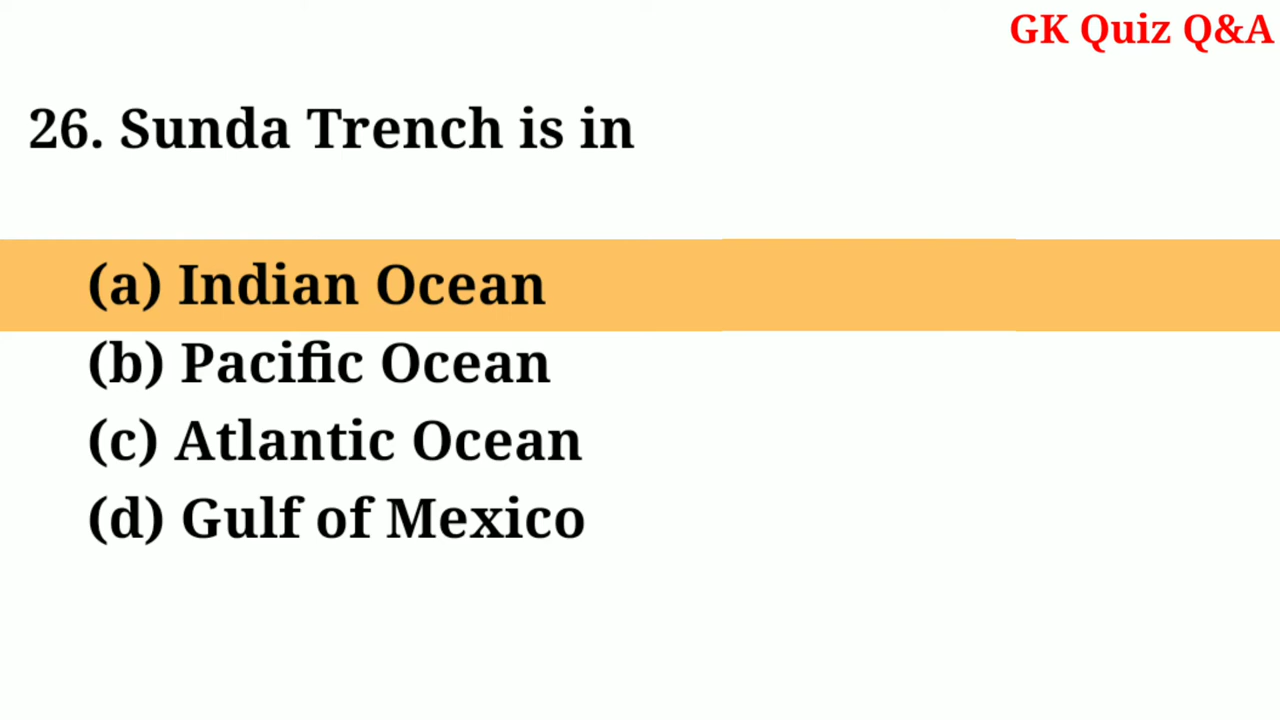 GK Quiz Q&A
26. Sunda Trench is in
(a) Indian Ocean
(b) Pacific Ocean
(c) Atlantic Ocean
(d) Gulf of Mexico